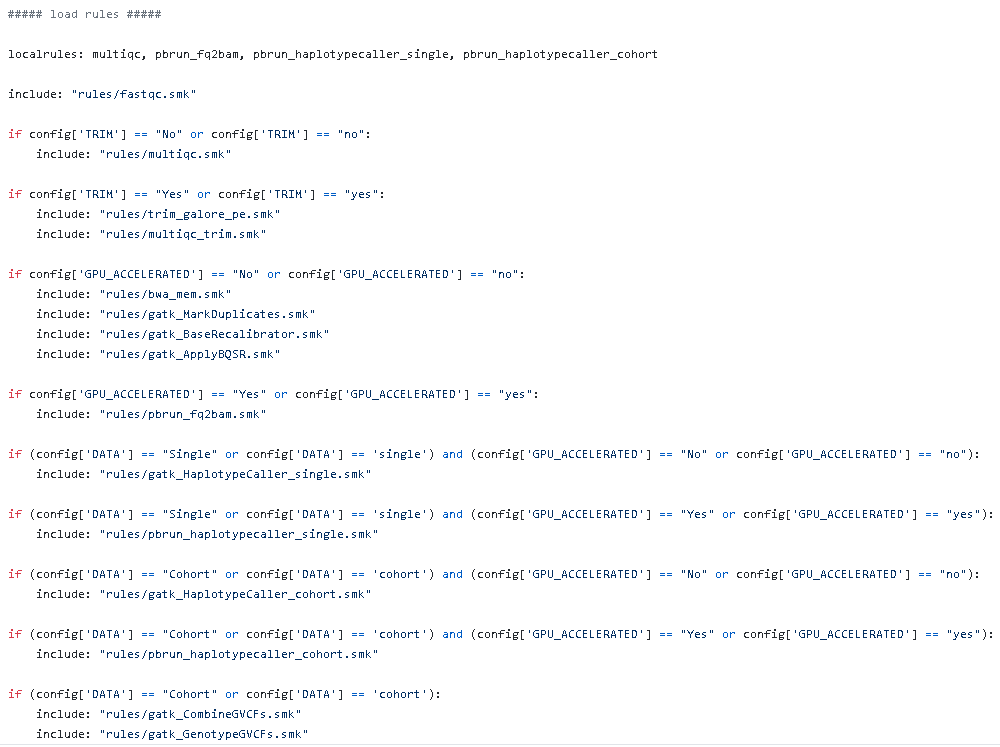 ##### load rules #####
localrules: multiqc, pbrun_fq2bam, pbrun_haplotypecaller_single, pbrun_haplotypecaller_cohort
include: "rules/fastqc.smk"
if config['TRIM'] == "No" or config['TRIM'] == "no":
    include: "rules/multiqc.smk"
if config['TRIM'] == "Yes" or config['TRIM'] == "yes":
    include: "rules/trim_galore_pe.smk"
    include: "rules/multiqc_trim.smk"
if config['GPU_ACCELERATED'] == "No" or config['GPU_ACCELERATED'] == "no":
    include: "rules/bwa_mem.smk"
    include: "rules/gatk_MarkDuplicates.smk"
    include: "rules/gatk_BaseRecalibrator.smk"
    include: "rules/gatk_ApplyBQSR.smk"
if config['GPU_ACCELERATED'] == "Yes" or config['GPU_ACCELERATED'] == "yes":
    include: "rules/pbrun_fq2bam.smk"
if (config['DATA'] == "Single" or config['DATA'] == 'single') and (config['GPU_ACCELERATED'] == "No" or config['GPU_ACCELERATED'] == "no"):
    include: "rules/gatk_HaplotypeCaller_single.smk"
if (config['DATA'] == "Single" or config['DATA'] == 'single') and (config['GPU_ACCELERATED'] == "Yes" or config['GPU_ACCELERATED'] == "yes"):
    include: "rules/pbrun_haplotypecaller_single.smk"
if (config['DATA'] == "Cohort" or config['DATA'] == 'cohort') and (config['GPU_ACCELERATED'] == "No" or config['GPU_ACCELERATED'] == "no"):
    include: "rules/gatk_HaplotypeCaller_cohort.smk"
if (config['DATA'] == "Cohort" or config['DATA'] == 'cohort') and (config['GPU_ACCELERATED'] == "Yes" or config['GPU_ACCELERATED'] == "yes"):
    include: "rules/pbrun_haplotypecaller_cohort.smk"
if (config['DATA'] == "Cohort" or config['DATA'] == 'cohort'):
    include: "rules/gatk_CombineGVCFs.smk"
    include: "rules/gatk_GenotypeGVCFs.smk"